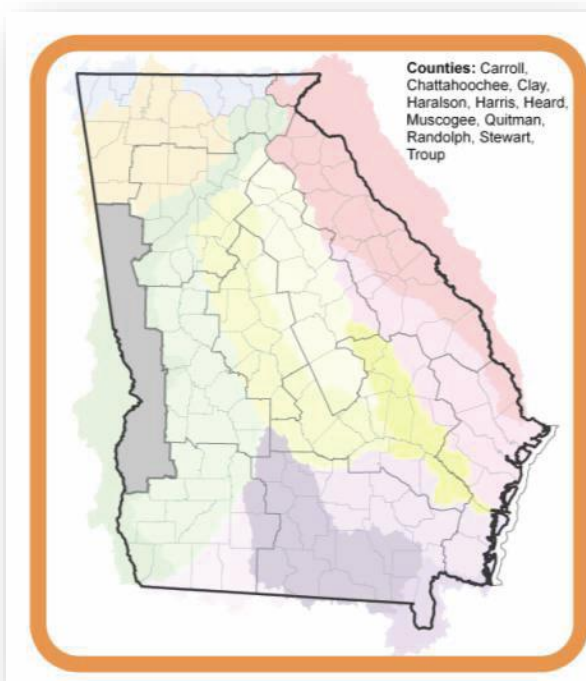 Counties: Carroll,
Chattahoochee, Clay,
Haralson, Harris, Heard,
Muscogee, Quitman,
Randolph, Stewart,
Troup